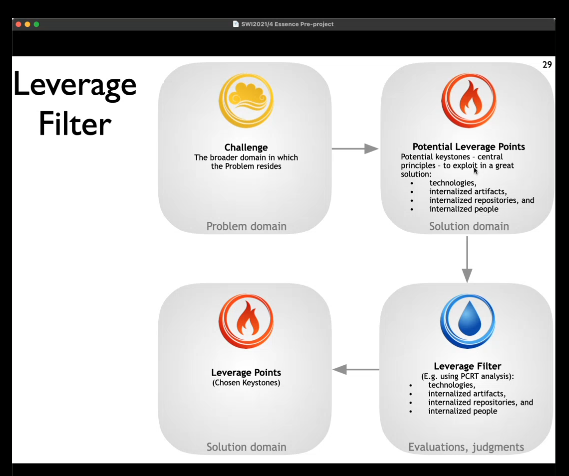 SWI2021/4 Essence Pre-project
29
Leverage
Filter
Challenge
The broader domain in which
the Problem resides
Problem domain
Potential Leverage Points
Potential keystones – central
principles – to exploit in a great
solution:
• technologies,
• internalized artifacts,
• internalized repositories, and
• internalized people
Solution domain
Leverage Points
(Chosen Keystones)
Solution domain
Leverage Filter
(E.g. using PCRT analysis):
• technologies,
• internalized artifacts,
• internalized repositories, and
• internalized people
Evaluations, judgments